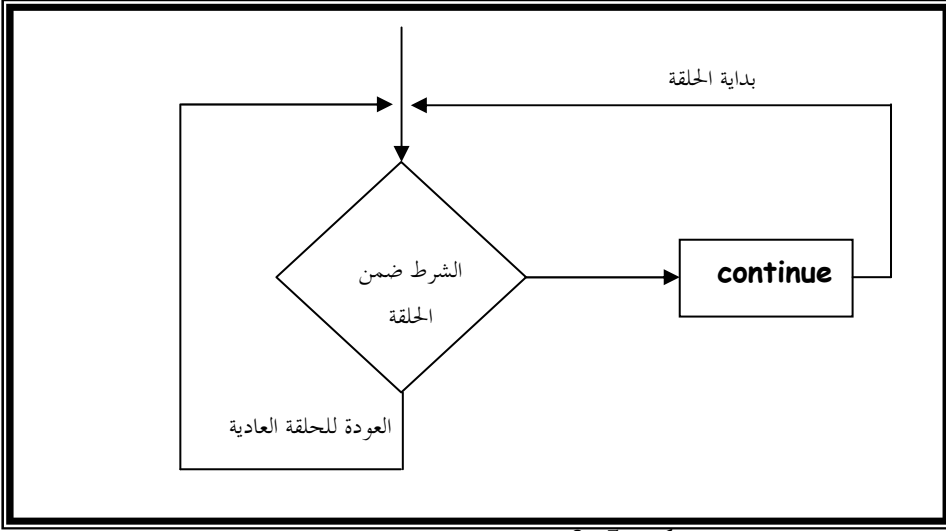 بداية الحلقة
الشرط ضمن
الحلقة
continue
العودة للحلقة العادية